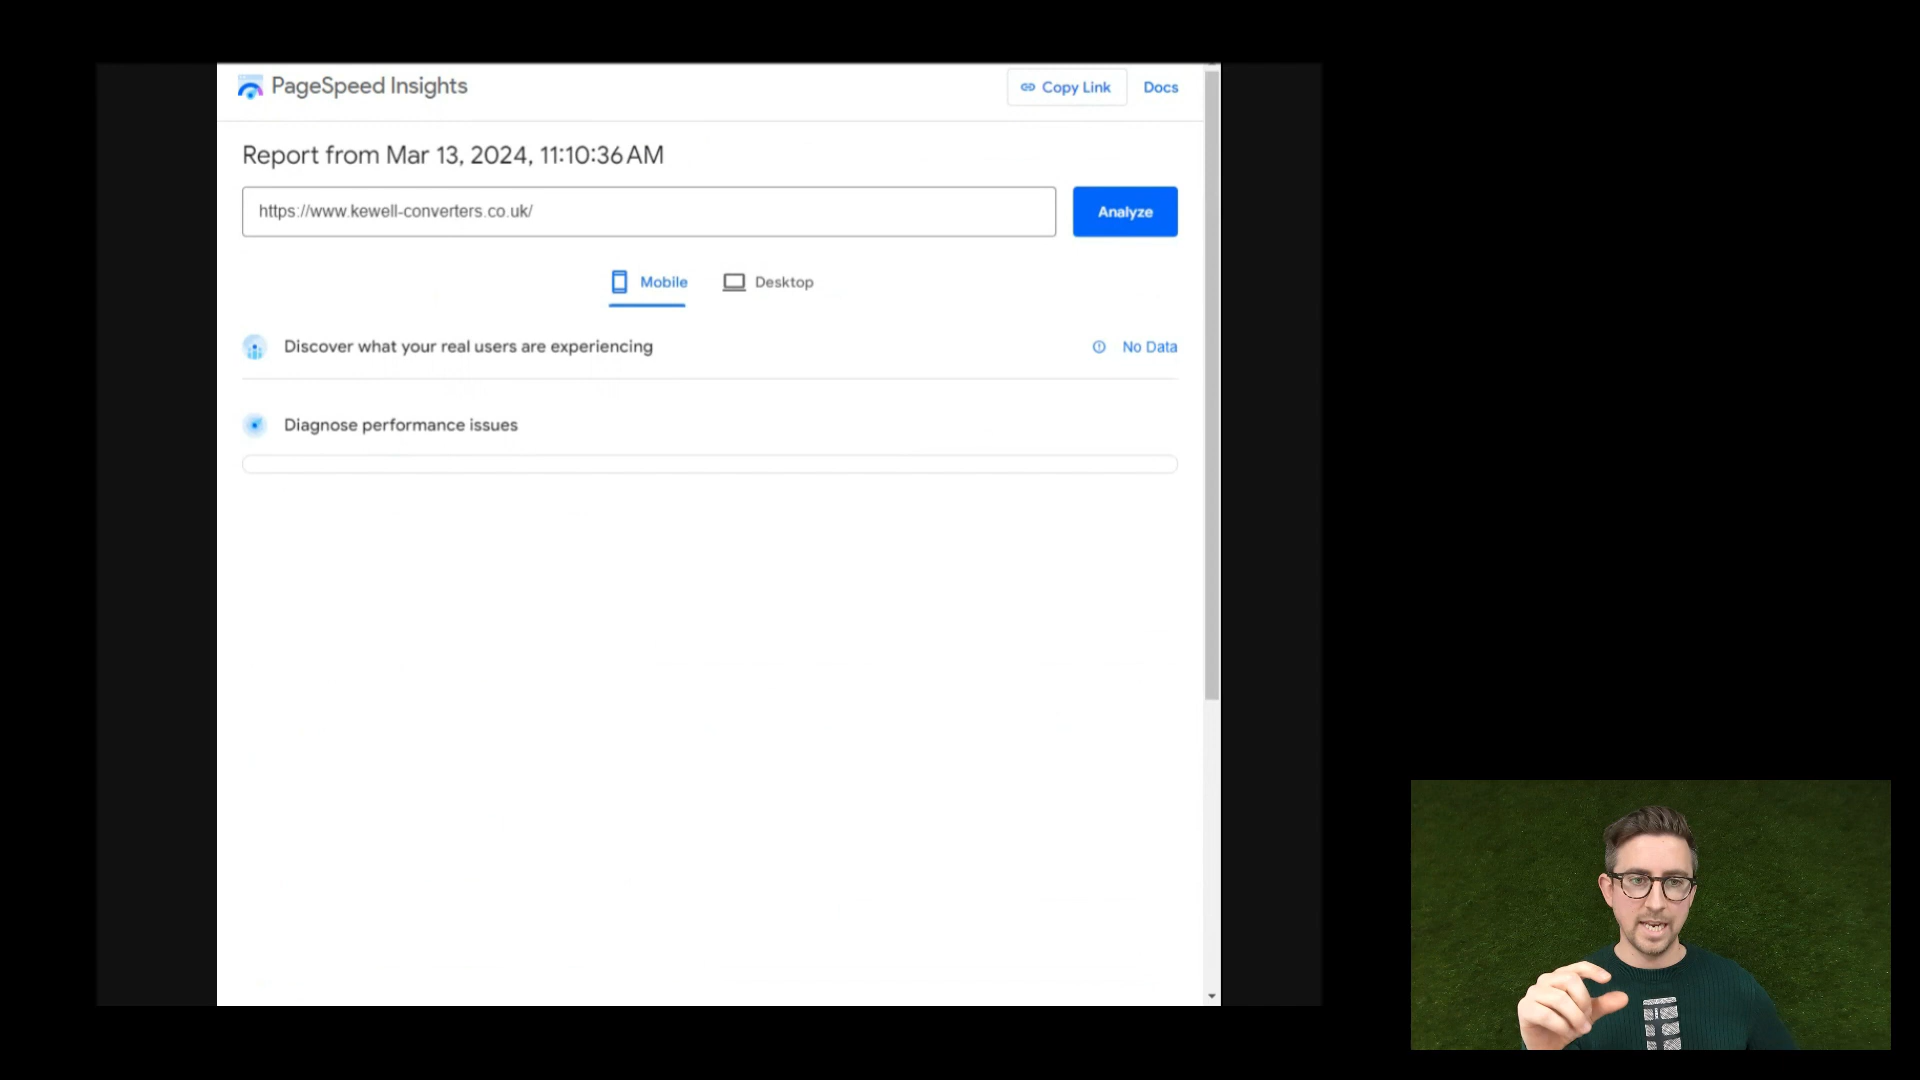 PageSpeed Insights
Copy Link
Docs
Report from Mar 13, 2024, 11:10:36 AM
https://www.kewell-converters.co.uk/
Analyze
Mobile
Desktop
Discover what your real users are experiencing
No Data
Diagnose performance issues